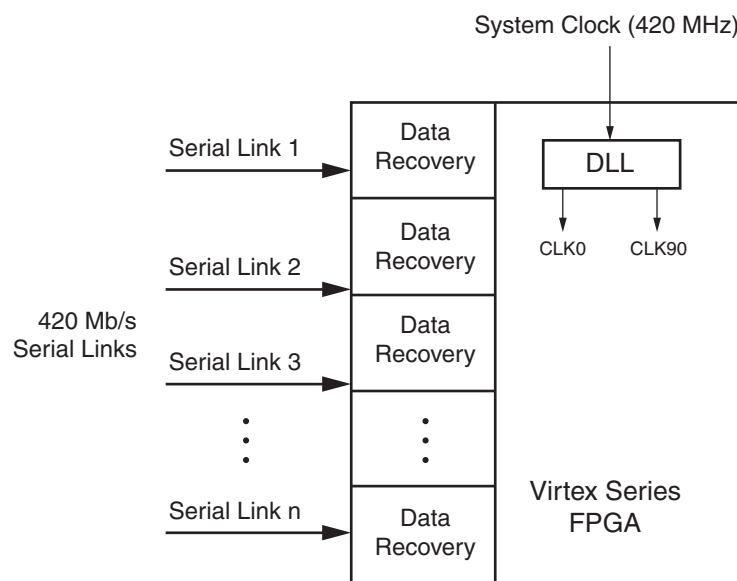 System Clock (420 MHz)
Data
Recovery
Serial Link 1
DLL
CLK0
CLK90
Data
Recovery
Serial Link 2
420 Mb/s
Serial Links
Data
Recovery
Serial Link 3
Virtex Series
FPGA
Data
Recovery
Serial Link n